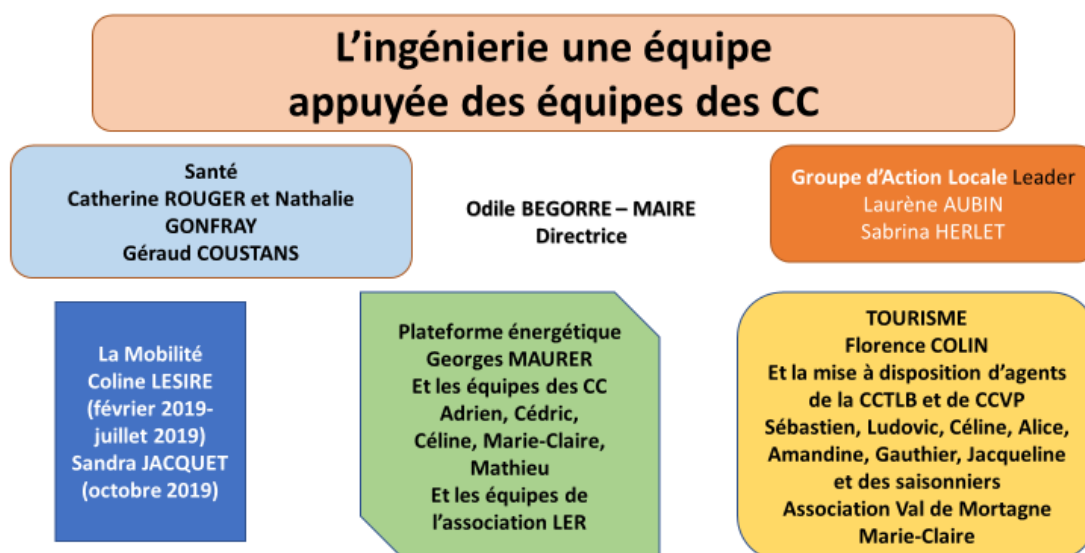 L'ingénierie une équipe
appuyée des équipes des CC
Santé
Catherine ROUGER et Nathalie
GONFRAY
Géraud COUSTANS
Odile BEGORRE – MAIRE
Directrice
Groupe d'Action Locale Leader
Laurène AUBIN
Sabrina HERLET
La Mobilité
Coline LESIRE
(février 2019-
juillet 2019)
Sandra JACQUET
(octobre 2019)
Plateforme énergétique
Georges MAURER
Et les équipes des CC
Adrien, Cédric,
Céline, Marie-Claire,
Mathieu
Et les équipes de
l'association LER
TOURISME
Florence COLIN
Et la mise à disposition d'agents
de la CCTLB et de CCVP
Sébastien, Ludovic, Céline, Alice,
Amandine, Gauthier, Jacqueline
et des saisonniers
Association Val de Mortagne
Marie-Claire